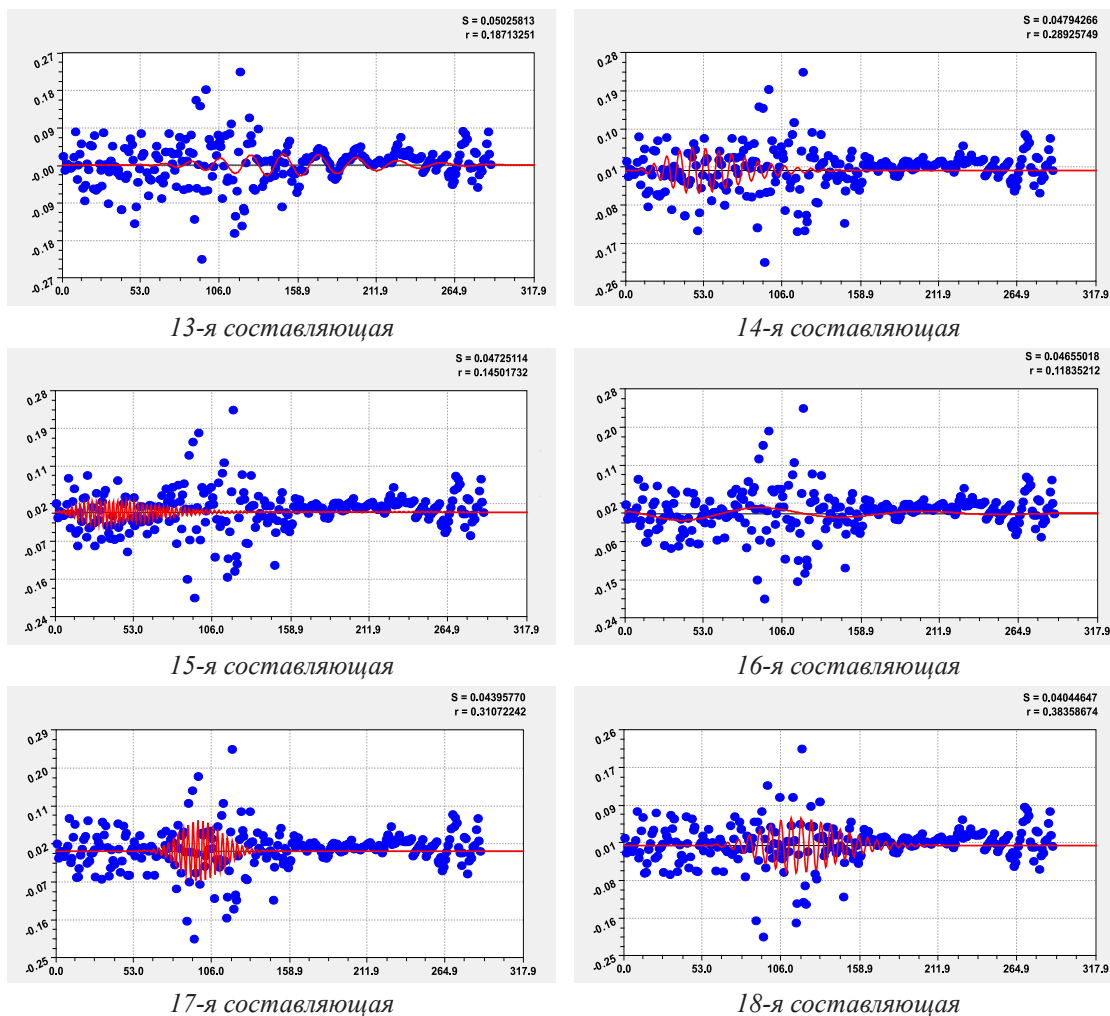 S = 0.05025813
r = 0.18713251
0.27
0.18
0.09
-0.00
-0.09
-0.18
-0.27
0.0 53.0 106.0 158.9 211.9 264.9 317.9
13-я составляющая
S = 0.04794266
r = 0.28925749
0.28
0.19
0.10
0.01
-0.08
-0.17
-0.26
0.0 53.0 106.0 158.9 211.9 264.9 317.9
14-я составляющая
S = 0.04725114
r = 0.14501732
0.28
0.19
0.11
0.02
-0.07
-0.16
-0.24
0.0 53.0 106.0 158.9 211.9 264.9 317.9
15-я составляющая
S = 0.04655018
r = 0.11835212
0.28
0.20
0.11
0.02
-0.06
-0.15
-0.24
0.0 53.0 106.0 158.9 211.9 264.9 317.9
16-я составляющая
S = 0.04395770
r = 0.31072242
0.29
0.20
0.11
0.02
-0.07
-0.16
-0.25
0.0 53.0 106.0 158.9 211.9 264.9 317.9
17-я составляющая
S = 0.04044647
r = 0.38358674
0.26
0.17
0.09
0.01
-0.08
-0.16
-0.25
0.0 53.0 106.0 158.9 211.9 264.9 317.9
18-я составляющая